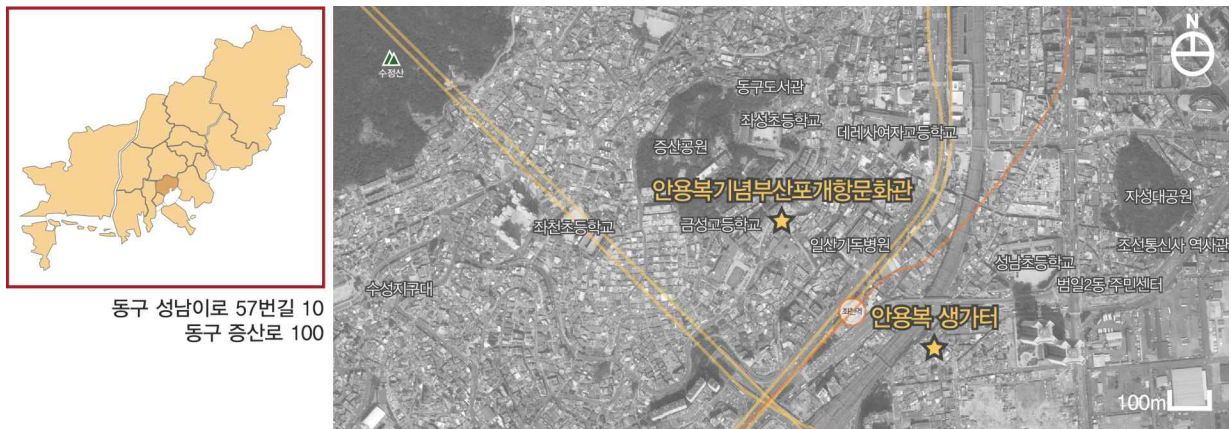 동구 성남이로 57번길 10
동구 증산로 100
N
수정산
동구도서관
좌성초등학교
데레사여자고등학교
증산공원
안용복기념부산포개항문화관
자성대공원
금성고등학교
좌천초등학교
일신기독병원
조선통신사 역사관
성남초등학교
범일2동 주민센터
수성지구대
좌천역
안용복 생가터
100m